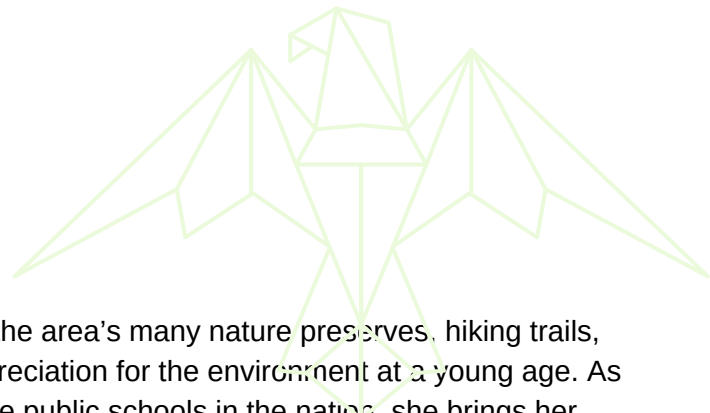 the area's many nature preserves, hiking trails,
reciation for the environment at a young age. As
e public schools in the nation, she brings her